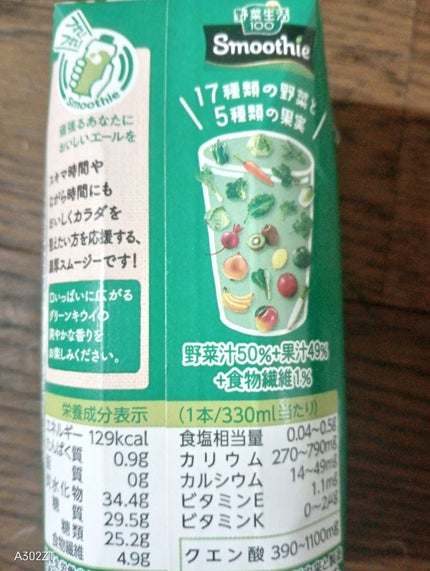 野菜生活
100
Smoothie
フレフレ
Smoothie
頑張るあなたに
おいしいエールを
17種類の野菜と
5種類の果実
スキマ時間や
ながら時間にも
おいしくカラダを
整えたい方を応援する、
濃厚スムージーです!
口いっぱいに広がる
グリーンキウイの
爽やかな香りを
お楽しみください。
野菜汁50%+果汁49%
+食物繊維1%
栄養成分表示 (1本/330ml当たり)
エネルギー 129kcal
たんぱく質 0.9g
脂質 0g
炭水化物 34.4g
糖質 29.5g
糖類 25.2g
食物繊維 4.9g
食塩相当量 0.04~0.5g
カリウム 270~790mg
カルシウム 14~49mg
ビタミンE 1.1mg
ビタミンK 0~24μg
クエン酸 390~1100mg
A302ZT